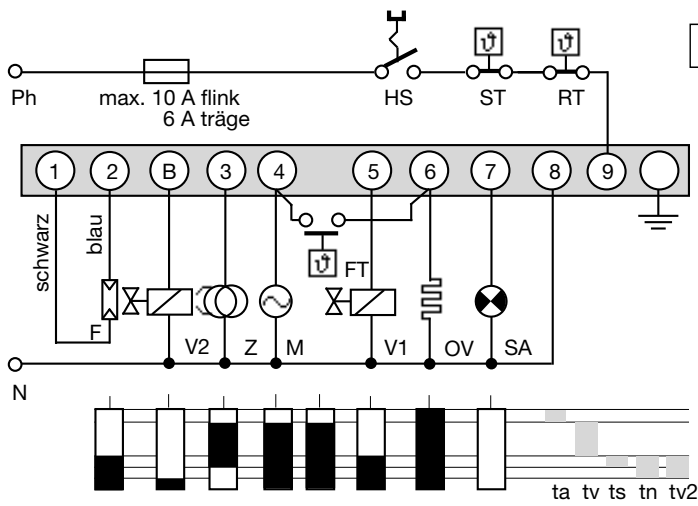 ϑ ϑ
Ph max. 10 A flink HS ST RT
6 A träge
1 2 B 3 4 5 6 7 8 9
schwarz
blau
ϑ FT
F V2 Z M V1 OV SA
N
ta tv ts tn tv2